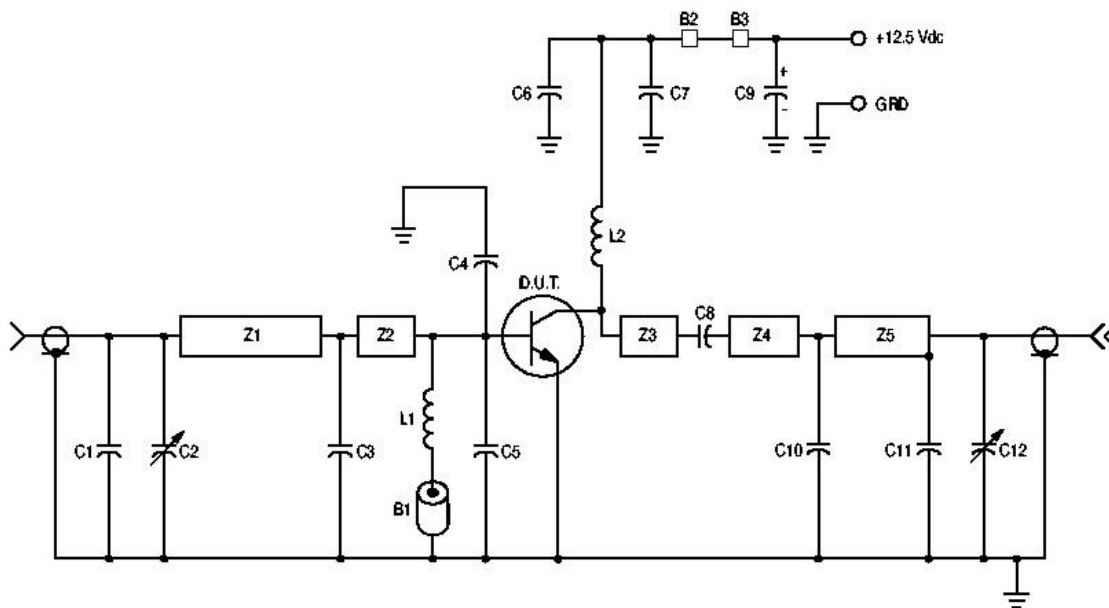 B2 B3
+12.5 Vdc
C6 C7 C9 + -
GRD
L2
C4
D.U.T.
C8
Z1 Z2 Z3 Z4 Z5
L1
C1 C2 C3 C5 C10 C11 C12
B1